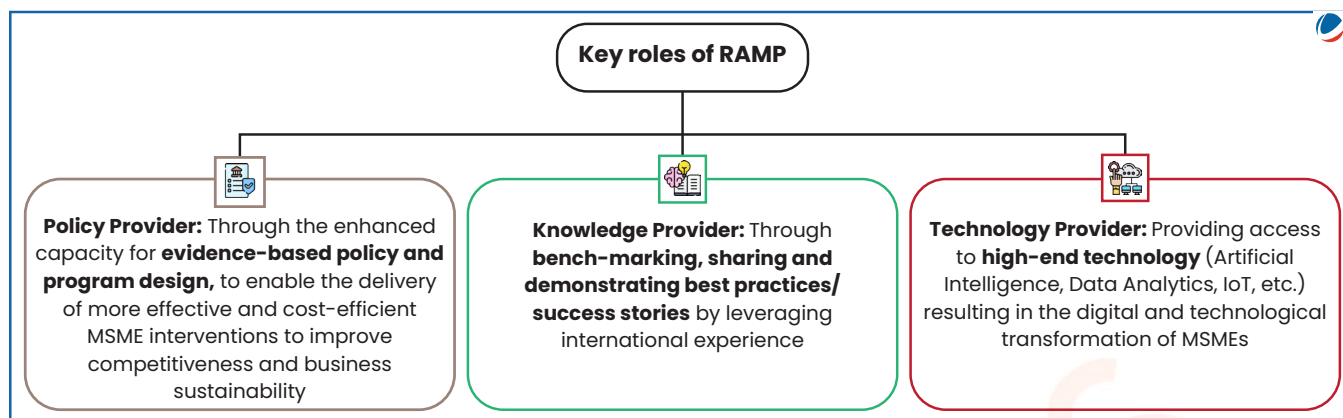 Key roles of RAMP
Policy Provider: Through the enhanced
capacity for evidence-based policy and
program design, to enable the delivery
of more effective and cost-efficient
MSME interventions to improve
competitiveness and business
sustainability
Knowledge Provider: Through
bench-marking, sharing and
demonstrating best practices/
success stories by leveraging
international experience
Technology Provider: Providing access
to high-end technology (Artificial
Intelligence, Data Analytics, IoT, etc.)
resulting in the digital and technological
transformation of MSMEs